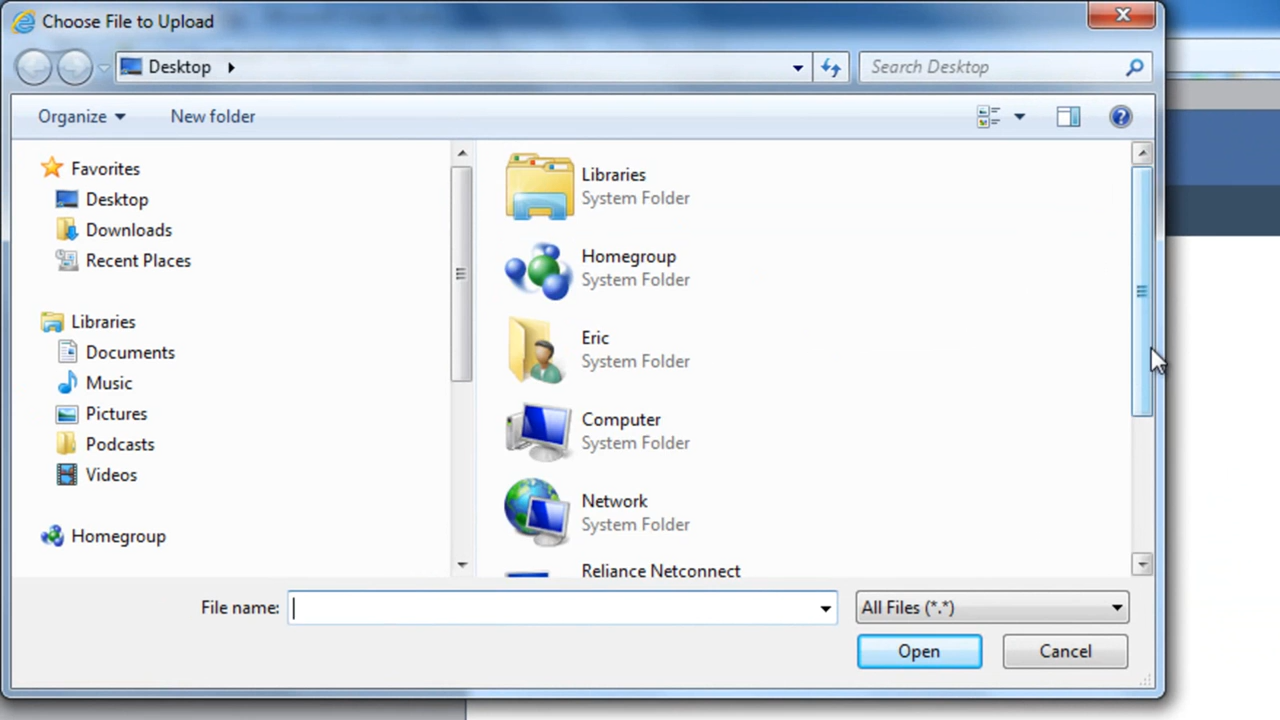 Choose File to Upload
Desktop
Search Desktop
Organize
New folder
Favorites
Desktop
Downloads
Recent Places
Libraries
Documents
Music
Pictures
Podcasts
Videos
Homegroup
Libraries
System Folder
Homegroup
System Folder
Eric
System Folder
Computer
System Folder
Network
System Folder
Reliance Netconnect
File name:
All Files (*.*)
Open
Cancel